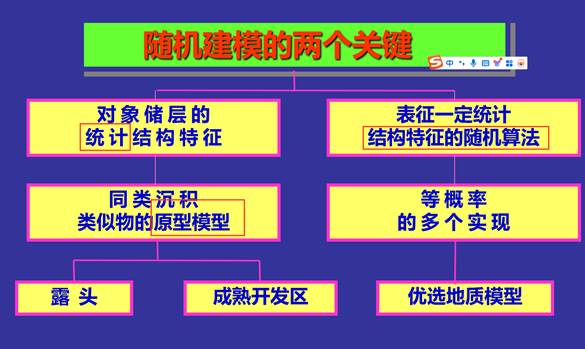 随机建模的两个关键
中
对象储层的
统计结构特征
表征一定统计
结构特征的随机算法
同类沉积
类似物的原型模型
等概率
的多个实现
露头
成熟开发区
优选地质模型